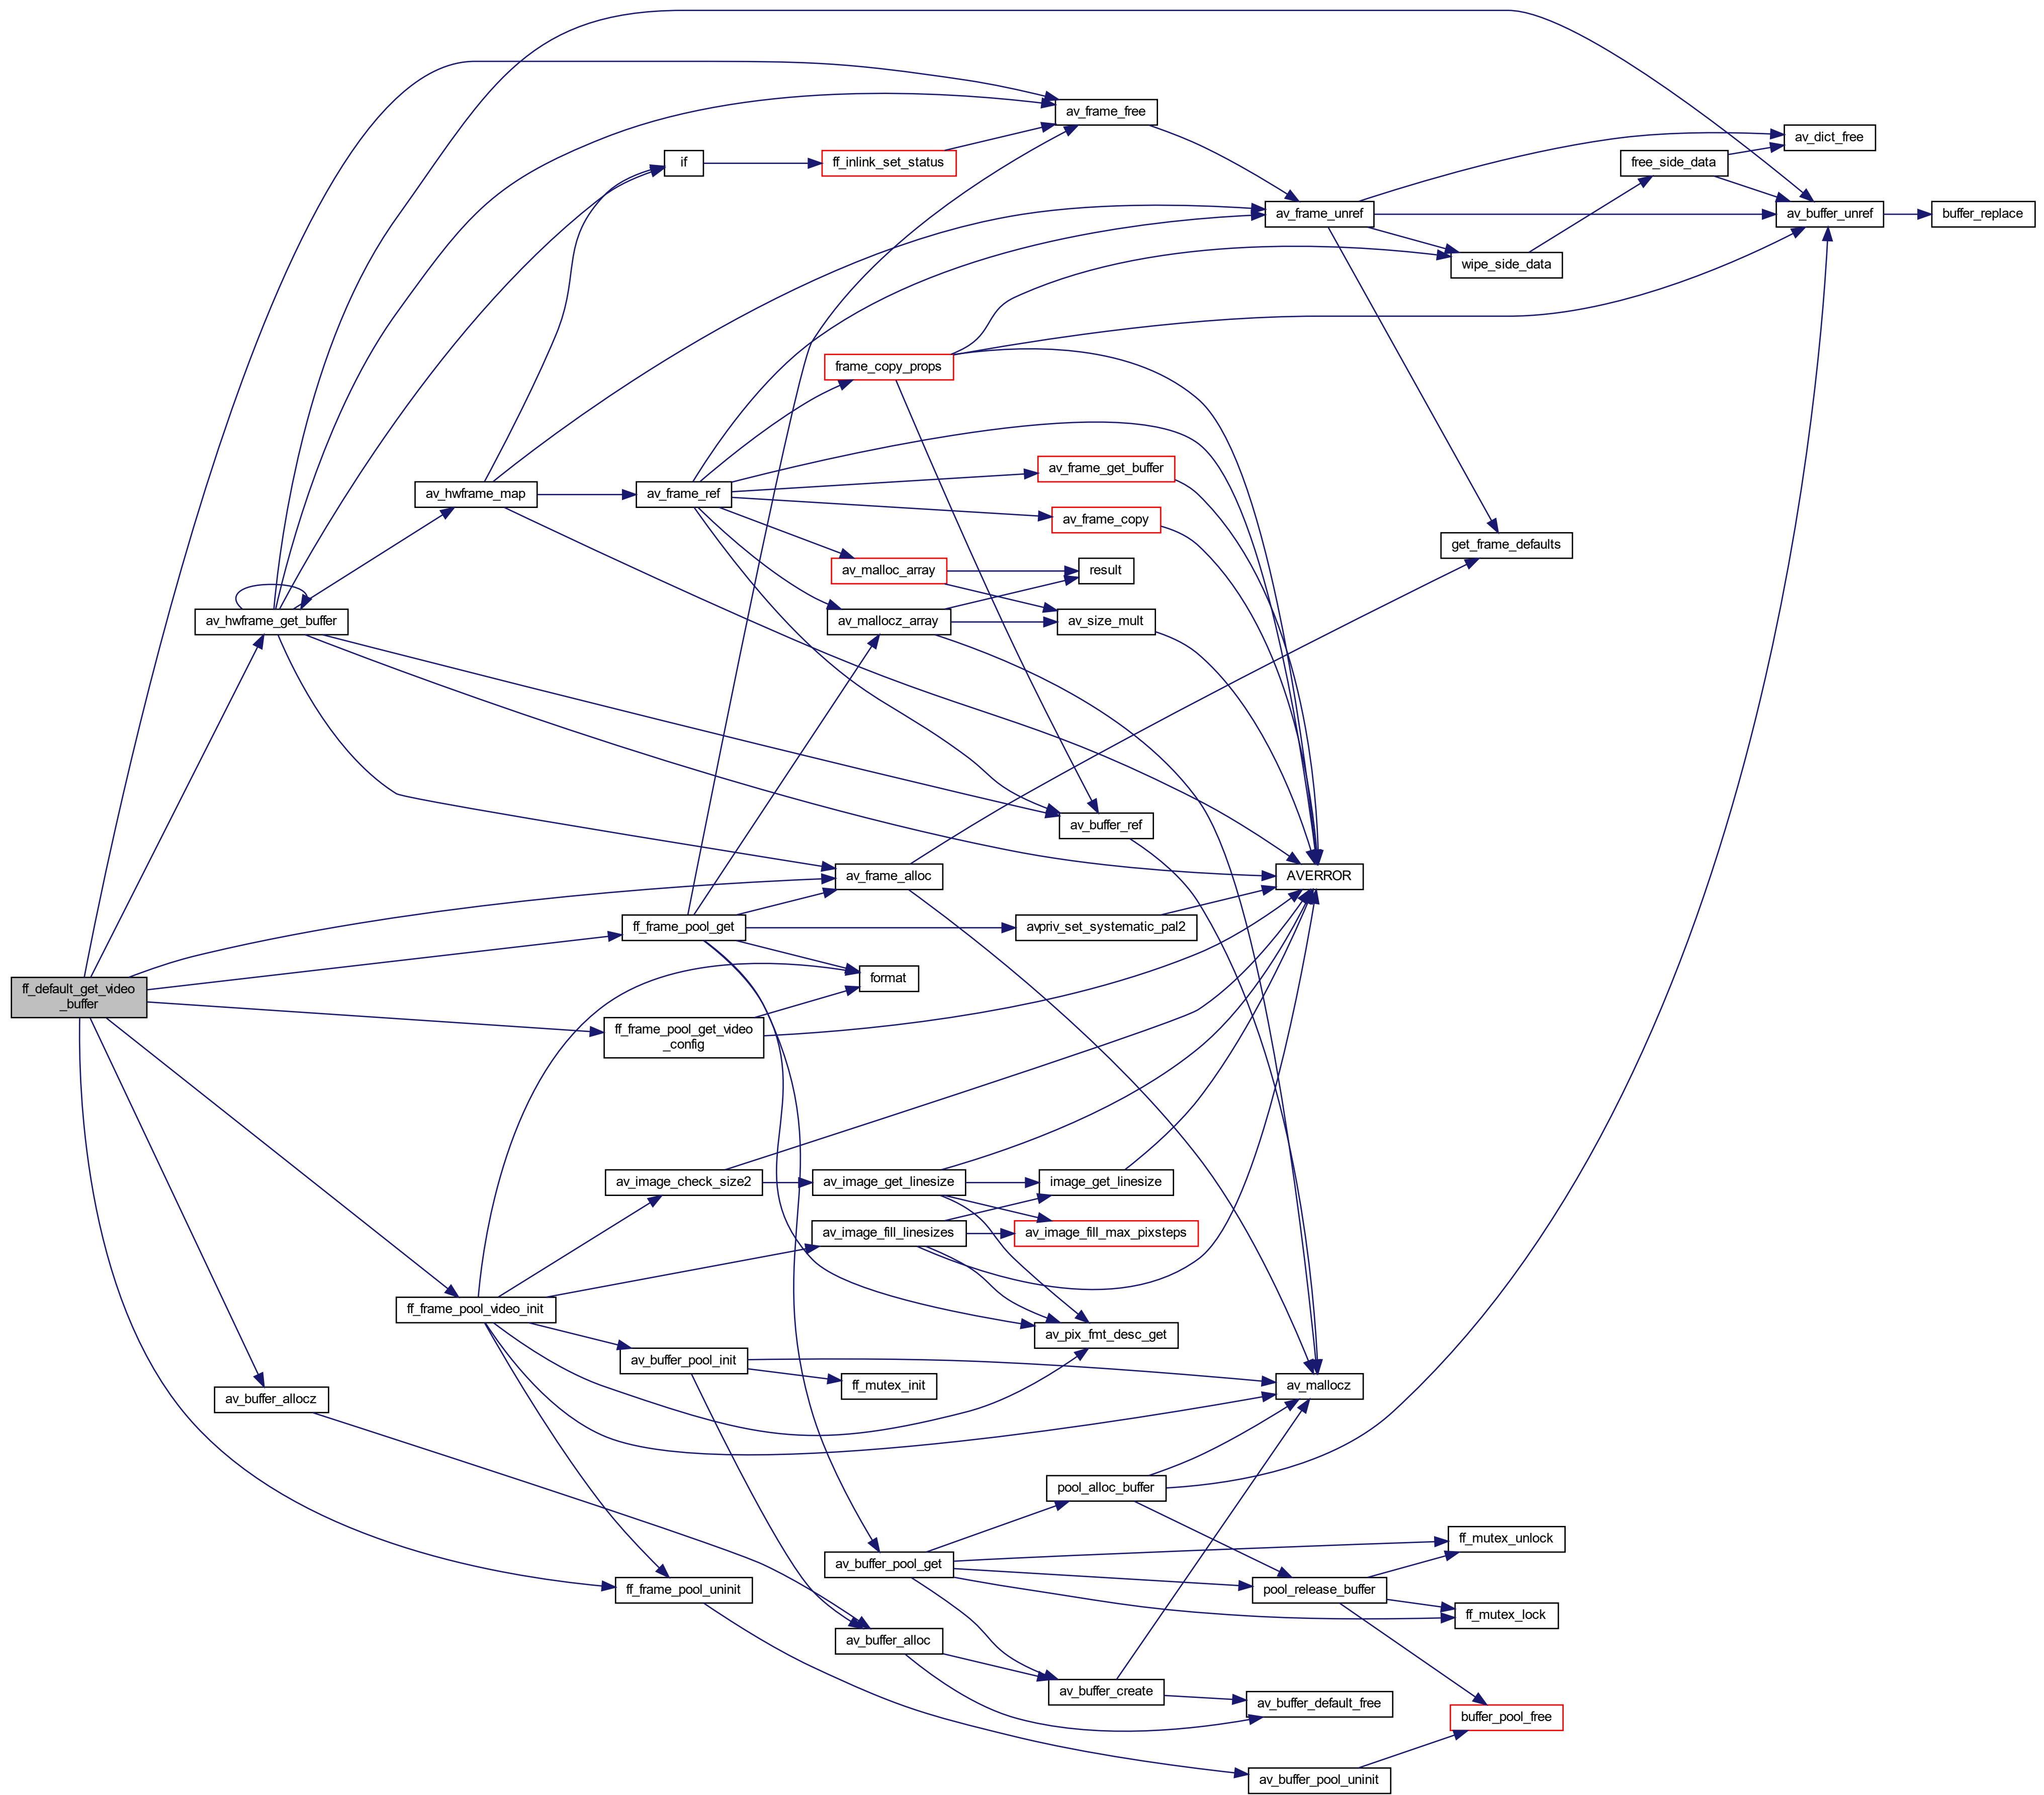 av_frame_free
av_dict_free
if
ff_inlink_set_status
free_side_data
av_frame_unref
av_buffer_unref
buffer_replace
wipe_side_data
frame_copy_props
av_frame_get_buffer
av_hwframe_map
av_frame_ref
av_frame_copy
get_frame_defaults
av_malloc_array
result
av_hwframe_get_buffer
av_mallocz_array
av_size_mult
av_buffer_ref
av_frame_alloc
AVERROR
ff_frame_pool_get
avpriv_set_systematic_pal2
format
ff_default_get_video
_buffer
ff_frame_pool_get_video
_config
av_image_check_size2
av_image_get_linesize
image_get_linesize
av_image_fill_linesizes
av_image_fill_max_pixsteps
ff_frame_pool_video_init
av_pix_fmt_desc_get
av_buffer_pool_init
ff_mutex_init
av_mallocz
av_buffer_allocz
pool_alloc_buffer
ff_mutex_unlock
av_buffer_pool_get
ff_frame_pool_uninit
pool_release_buffer
ff_mutex_lock
av_buffer_alloc
av_buffer_create
av_buffer_default_free
buffer_pool_free
av_buffer_pool_uninit